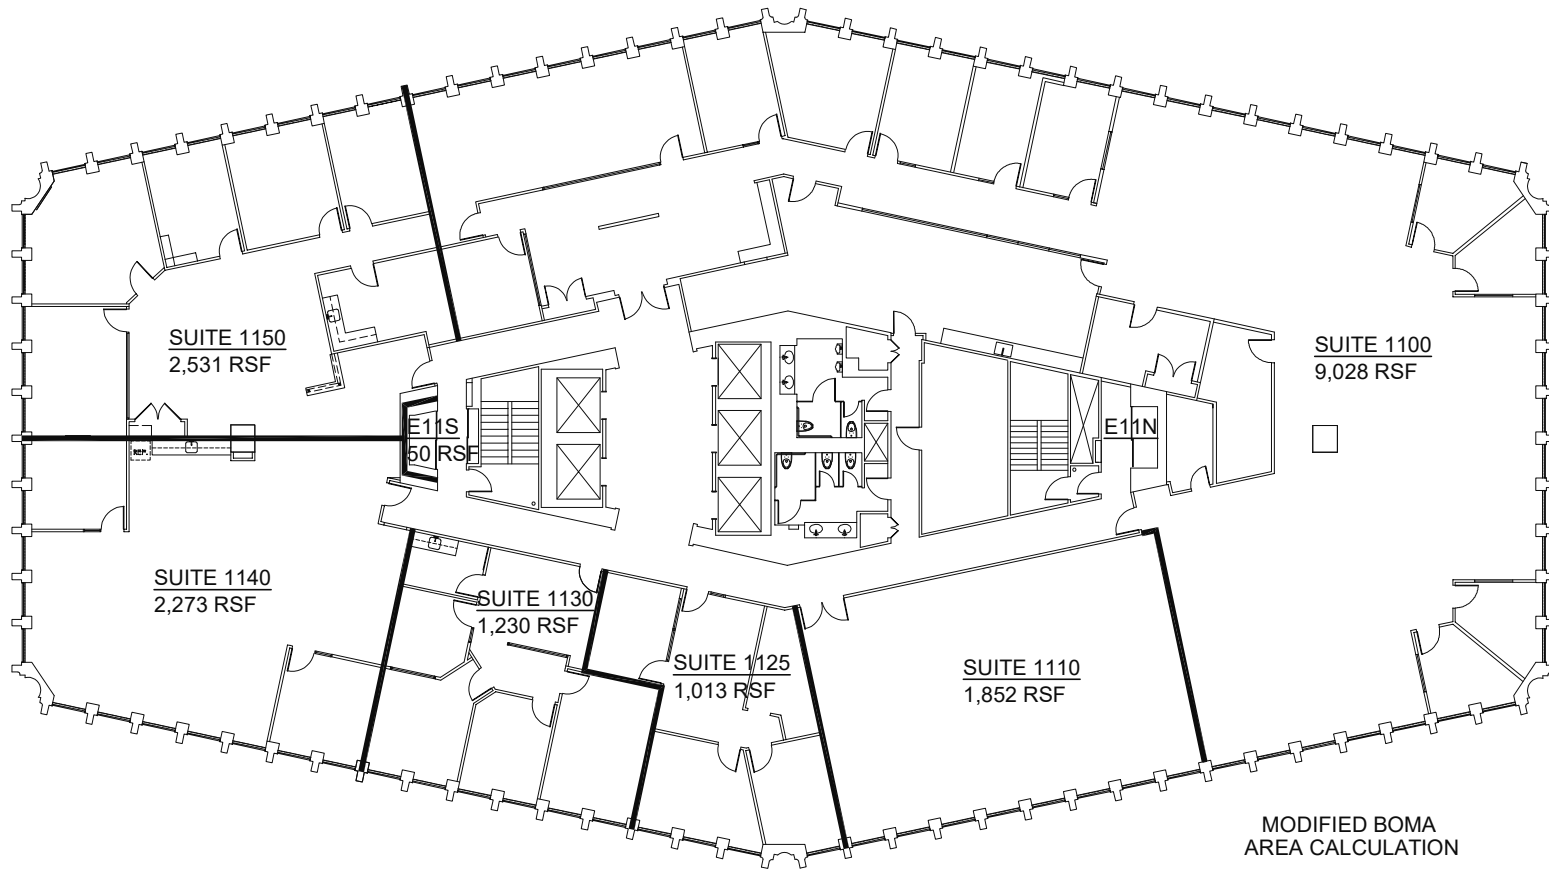 SUITE 1150
2,531 RSF
SUITE 1100
9,028 RSF
E11S
50 RSF
E11N
REF.
SUITE 1140
2,273 RSF
SUITE 1130
1,230 RSF
SUITE 1125
1,013 RSF
SUITE 1110
1,852 RSF
MODIFIED BOMA
AREA CALCULATION